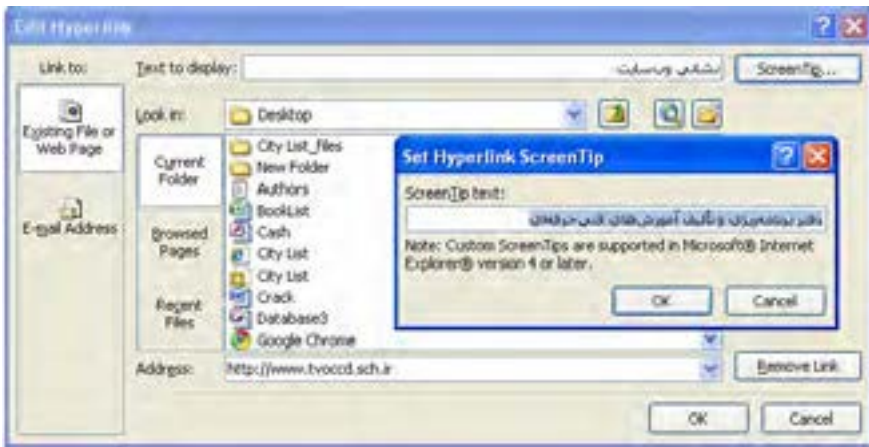 Edit Hyperlink
Link to:
Text to display: نشانی وب‌سایت
ScreenTip...
Existing File or Web Page
E-mail Address
Look in: Desktop
Current Folder
Browsed Pages
Recent Files
City List_files
New Folder
Authors
BookList
Cash
City List
City List
Crack
Database3
Google Chrome
Set Hyperlink ScreenTip
ScreenTip text:
دفتر برنامه‌ریزی و تألیف آموزش‌های فنی‌حرفه‌ای
Note: Custom ScreenTips are supported in Microsoft® Internet
Explorer® version 4 or later.
OK
Cancel
Address: http://www.tvoccd.sch.ir
Remove Link
OK
Cancel